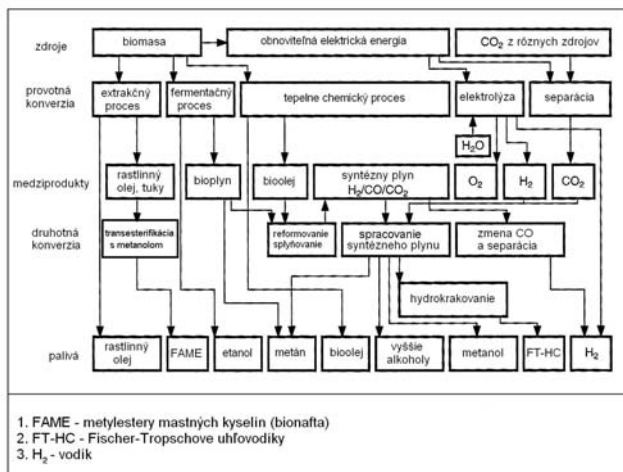 zdroje
biomasa
obnoviteľná elektrická energia
CO2 z rôznych zdrojov
provotná
konverzia
extrakčný
proces
fermentačný
proces
tepelne chemický proces
elektrolýza
separácia
H2O
medziprodukty
rastlinný
olej, tuky
bioplyn
bioolej
syntézny plyn
H2/CO/CO2
O2
H2
CO2
druhotná
konverzia
transesterifikácia
s metanolom
reformovanie
splyňovanie
spracovanie
syntézneho plynu
zmena CO
a separácia
hydrokrakovanie
palivá
rastlinný
olej
FAME
etanol
metán
bioolej
vyššie
alkoholy
metanol
FT-HC
H2
1. FAME - metylestery mastných kyselín (bionafta)
2. FT-HC - Fischer-Tropschove uhľovodíky
3. H2 - vodík